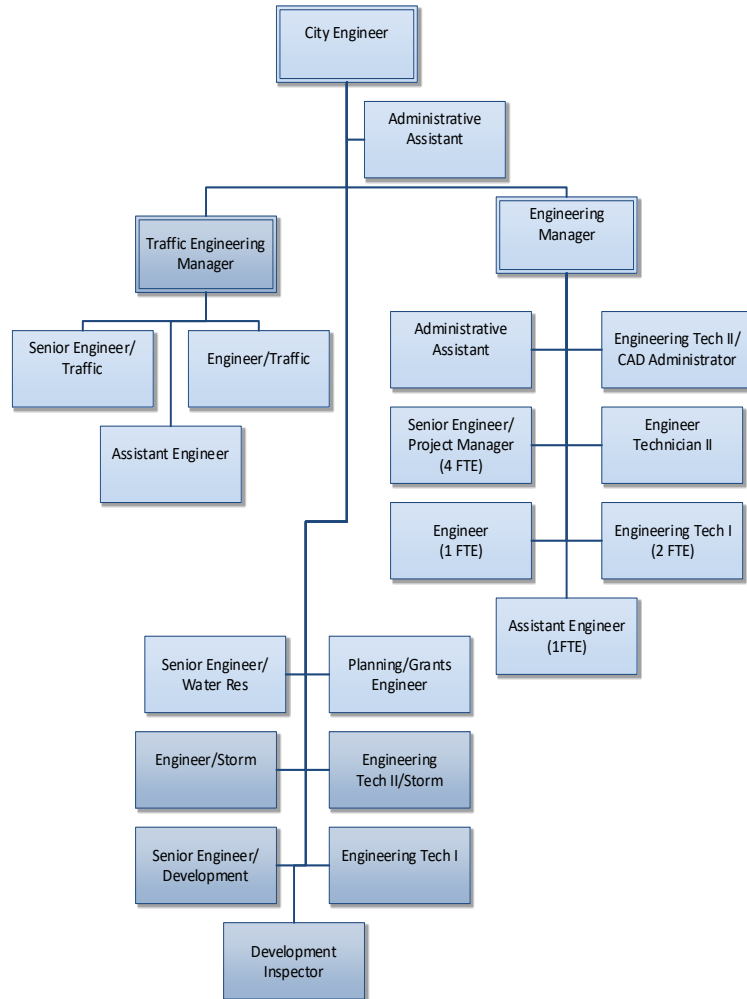 City Engineer
Administrative
Assistant
Traffic Engineering
Manager
Engineering
Manager
Senior Engineer/
Traffic
Engineer/Traffic
Assistant Engineer
Administrative
Assistant
Engineering Tech II/
CAD Administrator
Senior Engineer/
Project Manager
(4 FTE)
Engineer
Technician II
Engineer
(1 FTE)
Engineering Tech I
(2 FTE)
Assistant Engineer
(1FTE)
Senior Engineer/
Water Res
Planning/Grants
Engineer
Engineer/Storm
Engineering
Tech II/Storm
Senior Engineer/
Development
Engineering Tech I
Development
Inspector